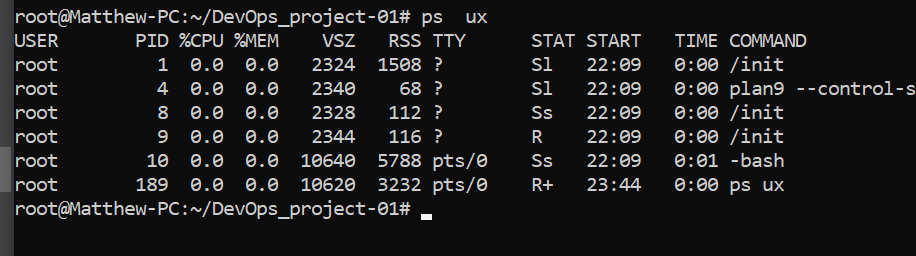 root@Matthew-PC:~/DevOps_project-01# ps  ux
USER       PID %CPU %MEM    VSZ   RSS TTY      STAT START   TIME COMMAND
root         1  0.0  0.0   2324  1508 ?        Sl   22:09   0:00 /init
root         4  0.0  0.0   2340    68 ?        Sl   22:09   0:00 plan9 --control-s
root         8  0.0  0.0   2328   112 ?        Ss   22:09   0:00 /init
root         9  0.0  0.0   2344   116 ?        R    22:09   0:00 /init
root        10  0.0  0.0  10640  5788 pts/0    Ss   22:09   0:01 -bash
root       189  0.0  0.0  10620  3232 pts/0    R+   23:44   0:00 ps ux
root@Matthew-PC:~/DevOps_project-01#